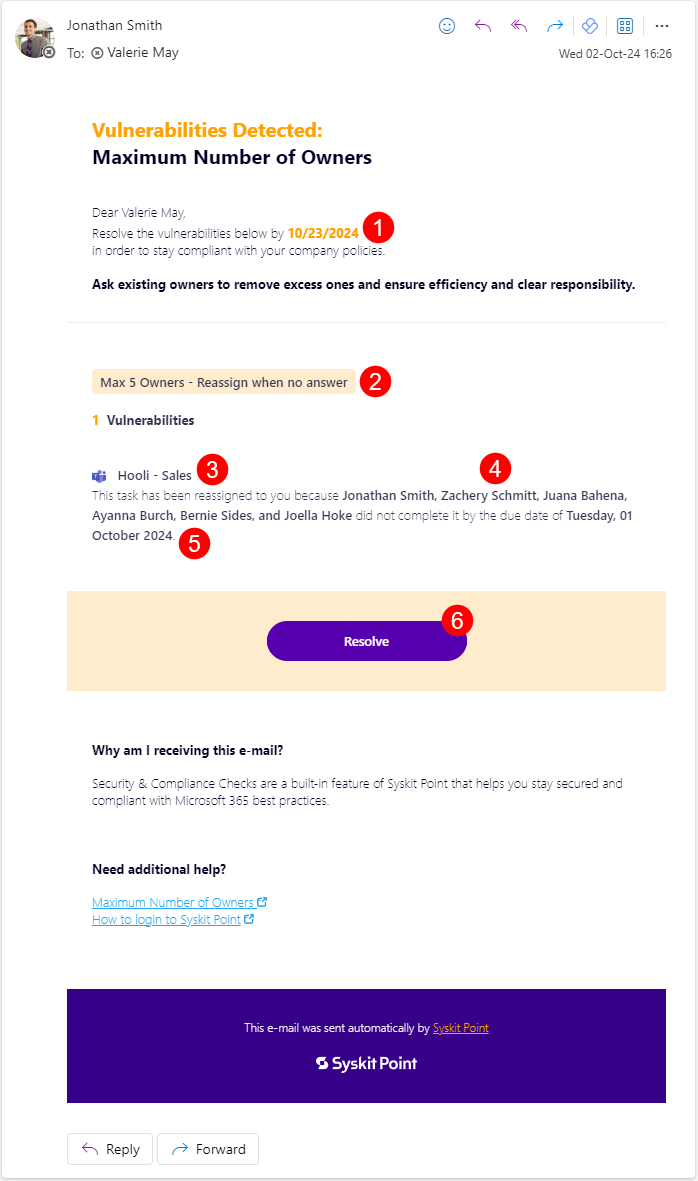 Jonathan Smith
To: Valerie May
Wed 02-Oct-24 16:26
Vulnerabilities Detected:
Maximum Number of Owners
Dear Valerie May,
Resolve the vulnerabilities below by 10/23/2024 1
in order to stay compliant with your company policies.
Ask existing owners to remove excess ones and ensure efficiency and clear responsibility.
Max 5 Owners - Reassign when no answer 2
1 Vulnerabilities
Hooli - Sales 3
4
This task has been reassigned to you because Jonathan Smith, Zachery Schmitt, Juana Bahena,
Ayanna Burch, Bernie Sides, and Joella Hoke did not complete it by the due date of Tuesday, 01
October 2024. 5
Resolve 6
Why am I receiving this e-mail?
Security & Compliance Checks are a built-in feature of Syskit Point that helps you stay secured and
compliant with Microsoft 365 best practices.
Need additional help?
Maximum Number of Owners
How to login to Syskit Point
This e-mail was sent automatically by Syskit Point
Syskit Point
Reply Forward